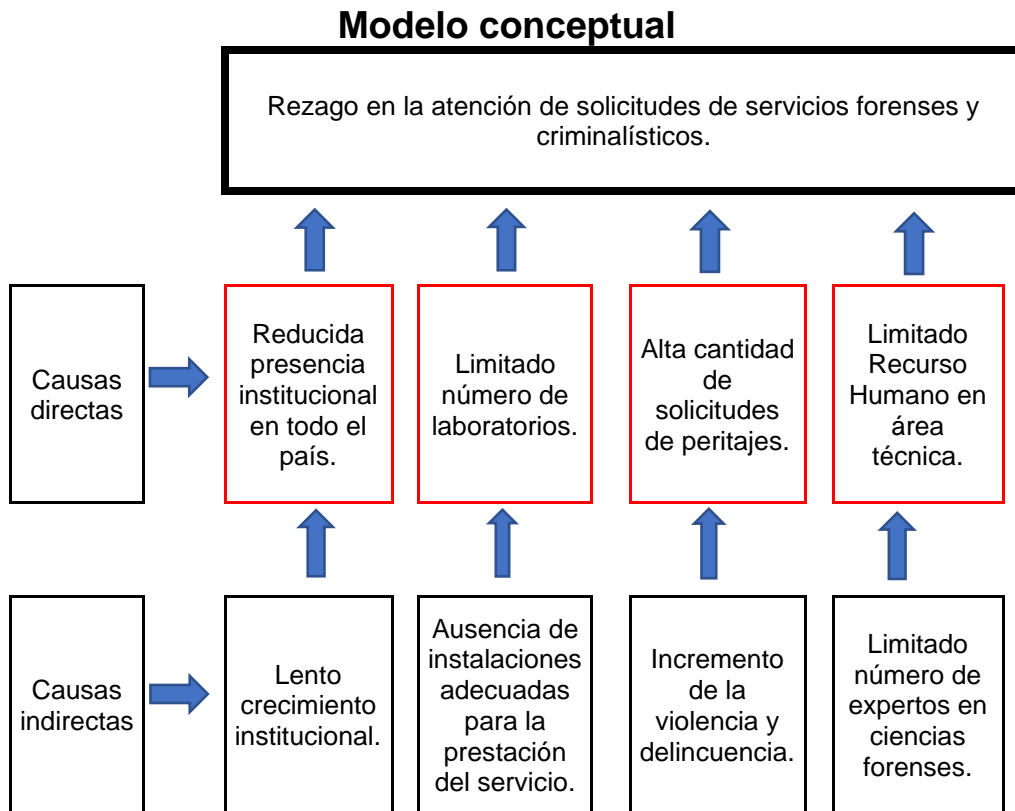 Modelo conceptual
Rezago en la atención de solicitudes de servicios forenses y
criminalísticos.
Causas
directas
Reducida
presencia
institucional
en todo el
país.
Limitado
número de
laboratorios.
Alta cantidad
de
solicitudes
de peritajes.
Limitado
Recurso
Humano en
área
técnica.
Causas
indirectas
Lento
crecimiento
institucional.
Ausencia de
instalaciones
adecuadas
para la
prestación
del servicio.
Incremento
de la
violencia y
delincuencia.
Limitado
número de
expertos en
ciencias
forenses.